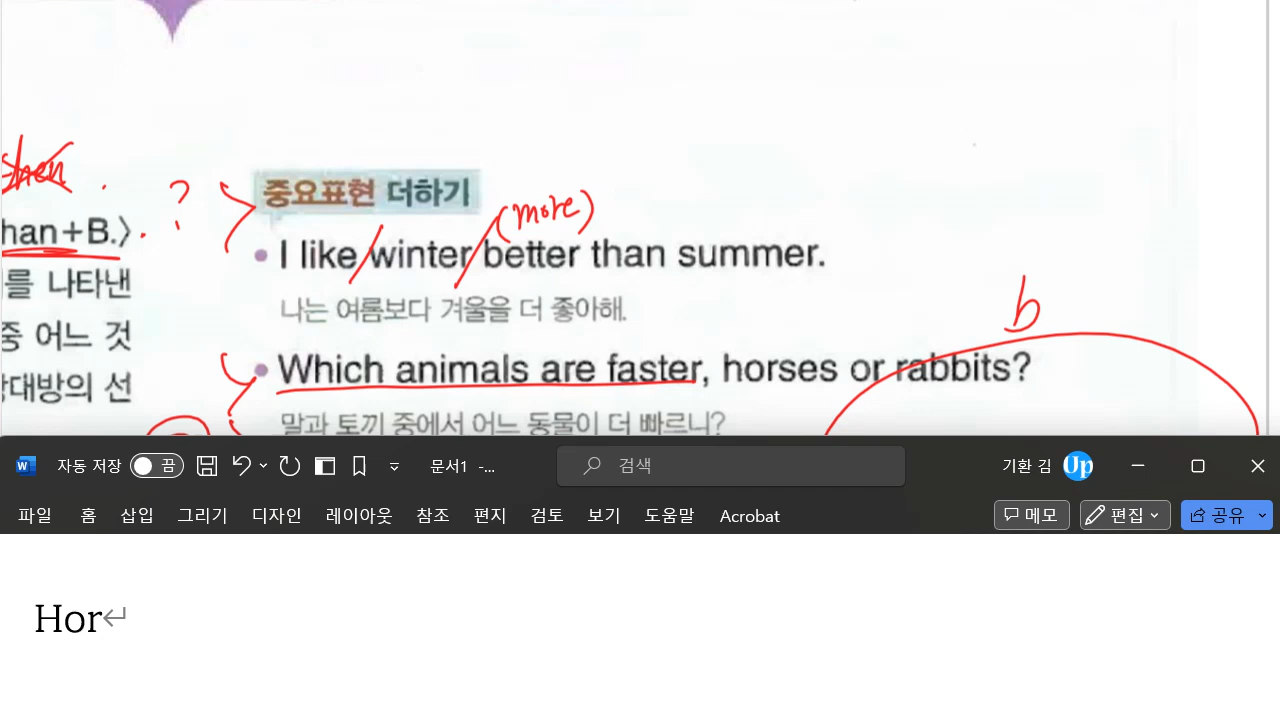 then
중요표현 더하기
?
(more)
han+B.〉.
I like / winter / better than summer.
를 나타낸
나는 여름보다 겨울을 더 좋아해.
b
중 어느 것
Which animals are faster, horses or rabbits?
대방의 선
말과 토끼 중에서 어느 동물이 더 빠르니?
자동 저장 끔 문서1 -... 검색 기환 김 Up
파일 홈 삽입 그리기 디자인 레이아웃 참조 편지 검토 보기 도움말 Acrobat 메모 편집 공유
Hor